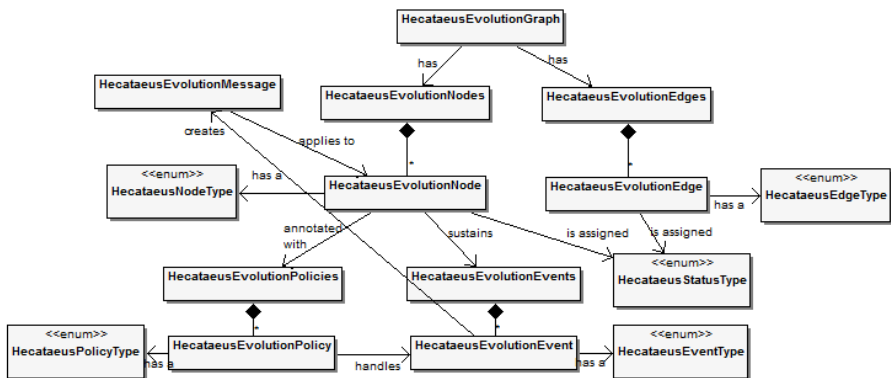 HecataeusEvolutionGraph
has
has
HecataeusEvolutionMessage
HecataeusEvolutionNodes
HecataeusEvolutionEdges
creates
applies to
*
*
<<enum>>
HecataeusNodeType
has a
HecataeusEvolutionNode
HecataeusEvolutionEdge
has a
<<enum>>
HecataeusEdgeType
annotated
with
sustains
is assigned
is assigned
HecataeusEvolutionPolicies
HecataeusEvolutionEvents
<<enum>>
HecataeusStatusType
*
*
<<enum>>
HecataeusPolicyType
has a
HecataeusEvolutionPolicy
handles
HecataeusEvolutionEvent
has a
<<enum>>
HecataeusEventType